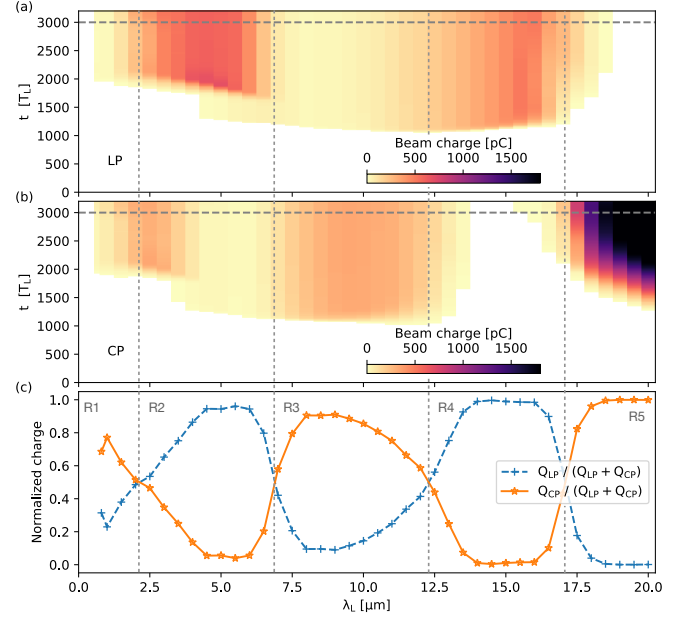 (a)
3000
2500
2000
1500
1000
500
0
t [T_L]
LP
Beam charge [pC]
0 500 1000 1500
(b)
3000
2500
2000
1500
1000
500
0
t [T_L]
CP
Beam charge [pC]
0 500 1000 1500
(c)
R1 R2 R3 R4 R5
1.0
0.8
0.6
0.4
0.2
0.0
Normalized charge
Q_LP / (Q_LP + Q_CP)
Q_CP / (Q_LP + Q_CP)
0.0 2.5 5.0 7.5 10.0 12.5 15.0 17.5 20.0
λ_L [μm]